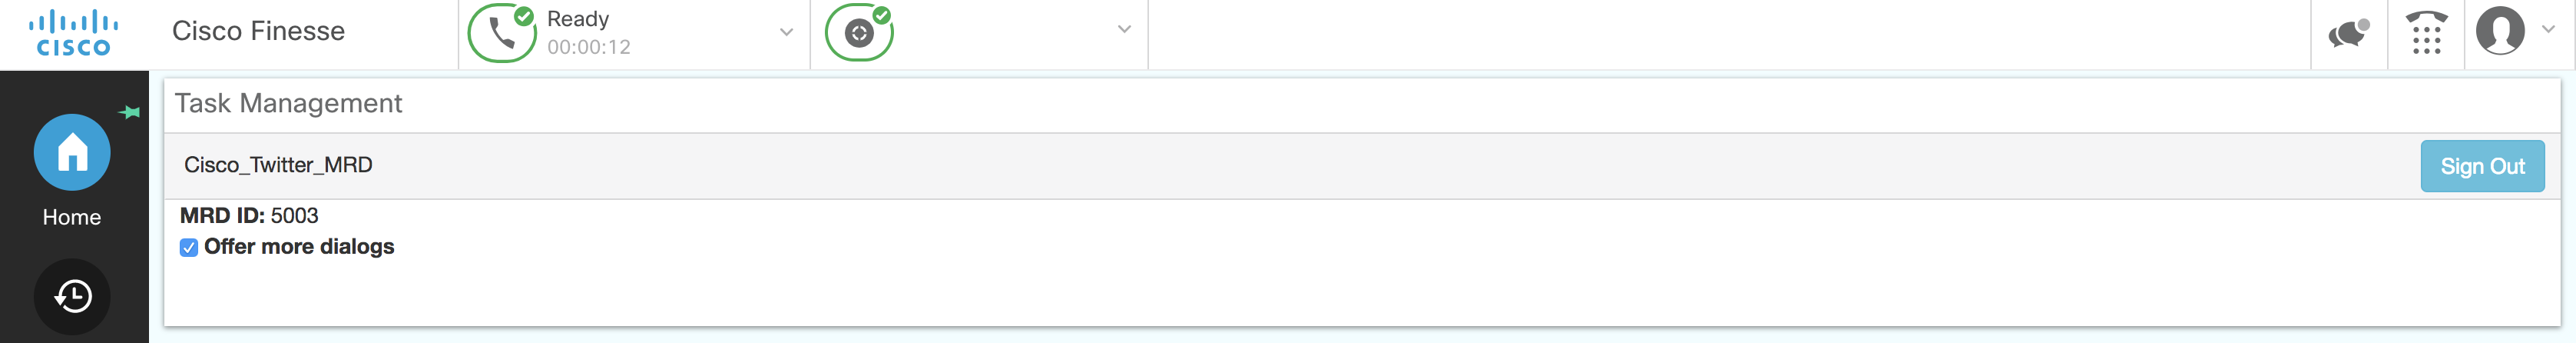 CISCO
Cisco Finesse
Ready
00:00:12
Task Management
Cisco_Twitter_MRD
Sign Out
Home
MRD ID: 5003
Offer more dialogs